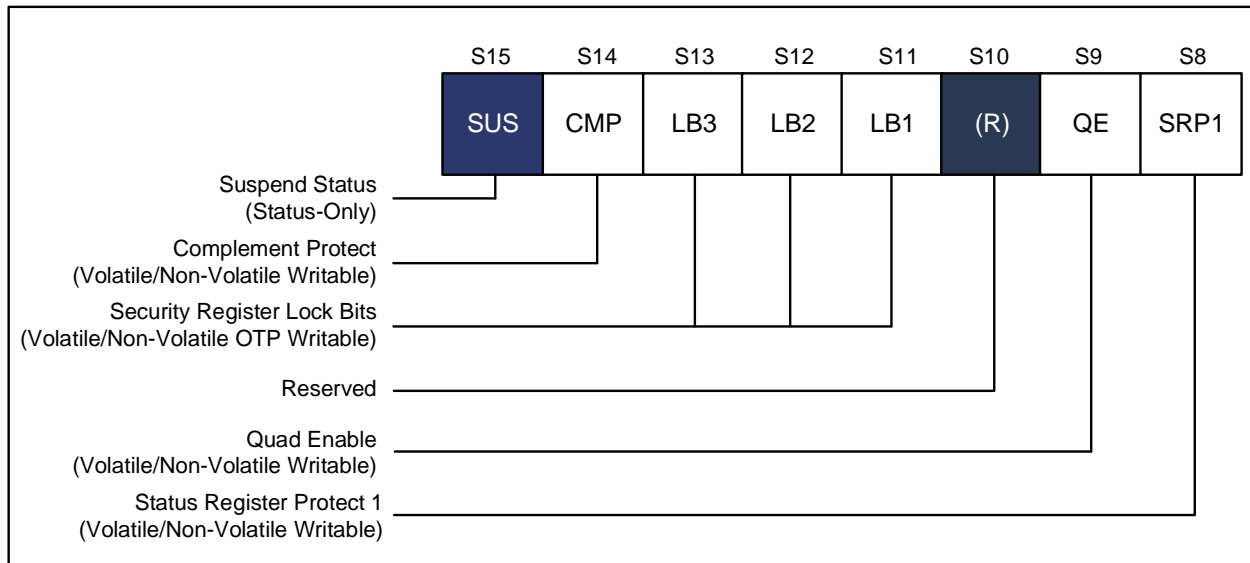 S15 S14 S13 S12 S11 S10 S9 S8
SUS CMP LB3 LB2 LB1 (R) QE SRP1
Suspend Status
(Status-Only)
Complement Protect
(Volatile/Non-Volatile Writable)
Security Register Lock Bits
(Volatile/Non-Volatile OTP Writable)
Reserved
Quad Enable
(Volatile/Non-Volatile Writable)
Status Register Protect 1
(Volatile/Non-Volatile Writable)